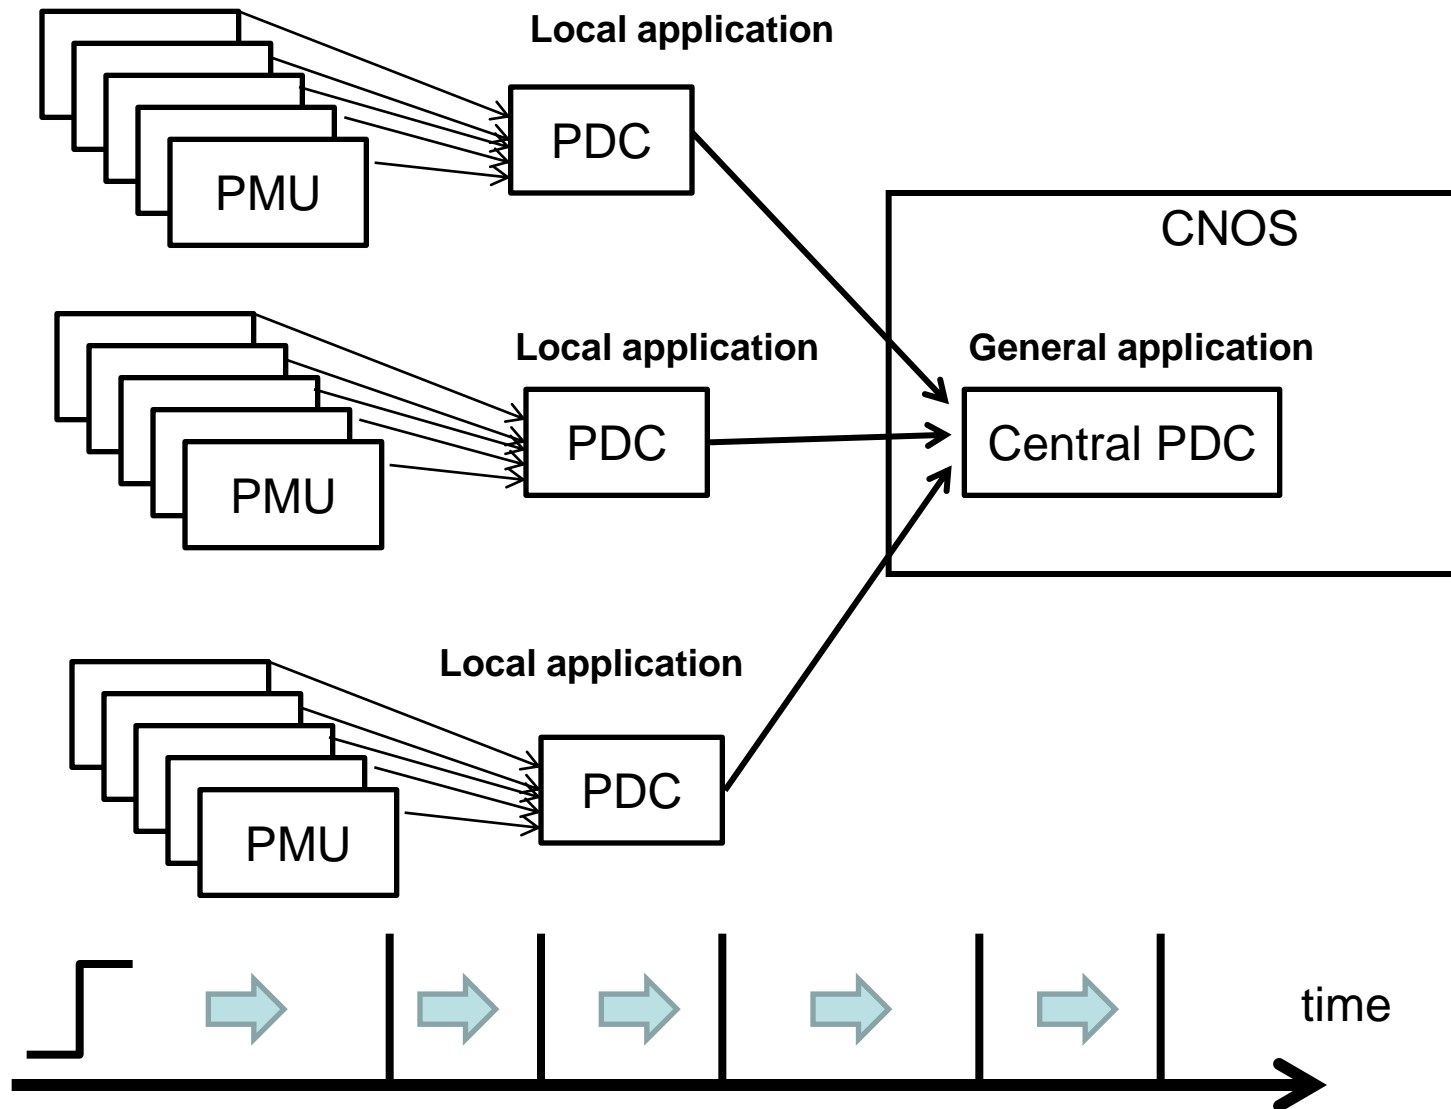 Local application
PDC
PMU
CNOS
Local application
General application
PDC
Central PDC
PMU
Local application
PDC
PMU
time